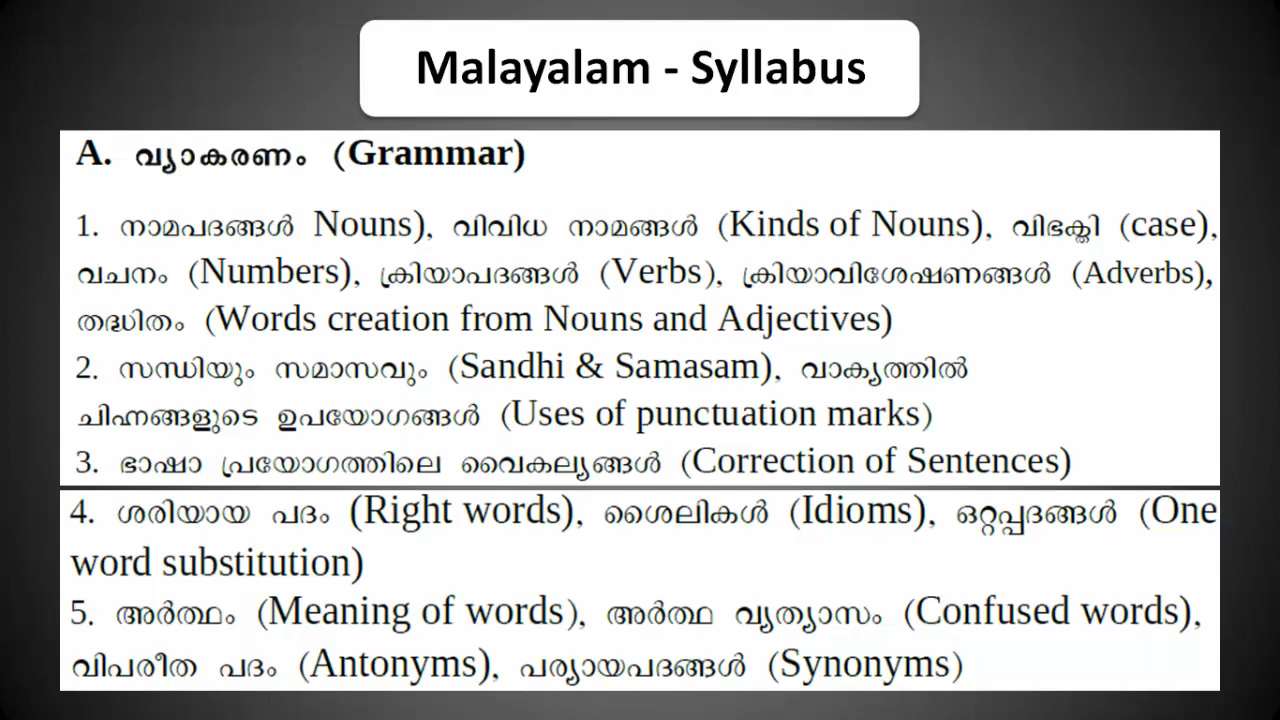 Malayalam - Syllabus
A. വ്യാകരണം (Grammar)
1. നാമപദങ്ങൾ Nouns), വിവിധ നാമങ്ങൾ (Kinds of Nouns), വിഭക്തി (case),
വചനം (Numbers), ക്രിയാപദങ്ങൾ (Verbs), ക്രിയാവിശേഷണങ്ങൾ (Adverbs),
തദ്ധിതം (Words creation from Nouns and Adjectives)
2. സന്ധിയും സമാസവും (Sandhi & Samasam), വാക്യത്തിൽ
ചിഹ്നങ്ങളുടെ ഉപയോഗങ്ങൾ (Uses of punctuation marks)
3. ഭാഷാ പ്രയോഗത്തിലെ വൈകല്യങ്ങൾ (Correction of Sentences)
4. ശരിയായ പദം (Right words), ശൈലികൾ (Idioms), ഒറ്റപ്പദങ്ങൾ (One
word substitution)
5. അർത്ഥം (Meaning of words), അർത്ഥ വ്യത്യാസം (Confused words),
വിപരീത പദം (Antonyms), പര്യായപദങ്ങൾ (Synonyms)